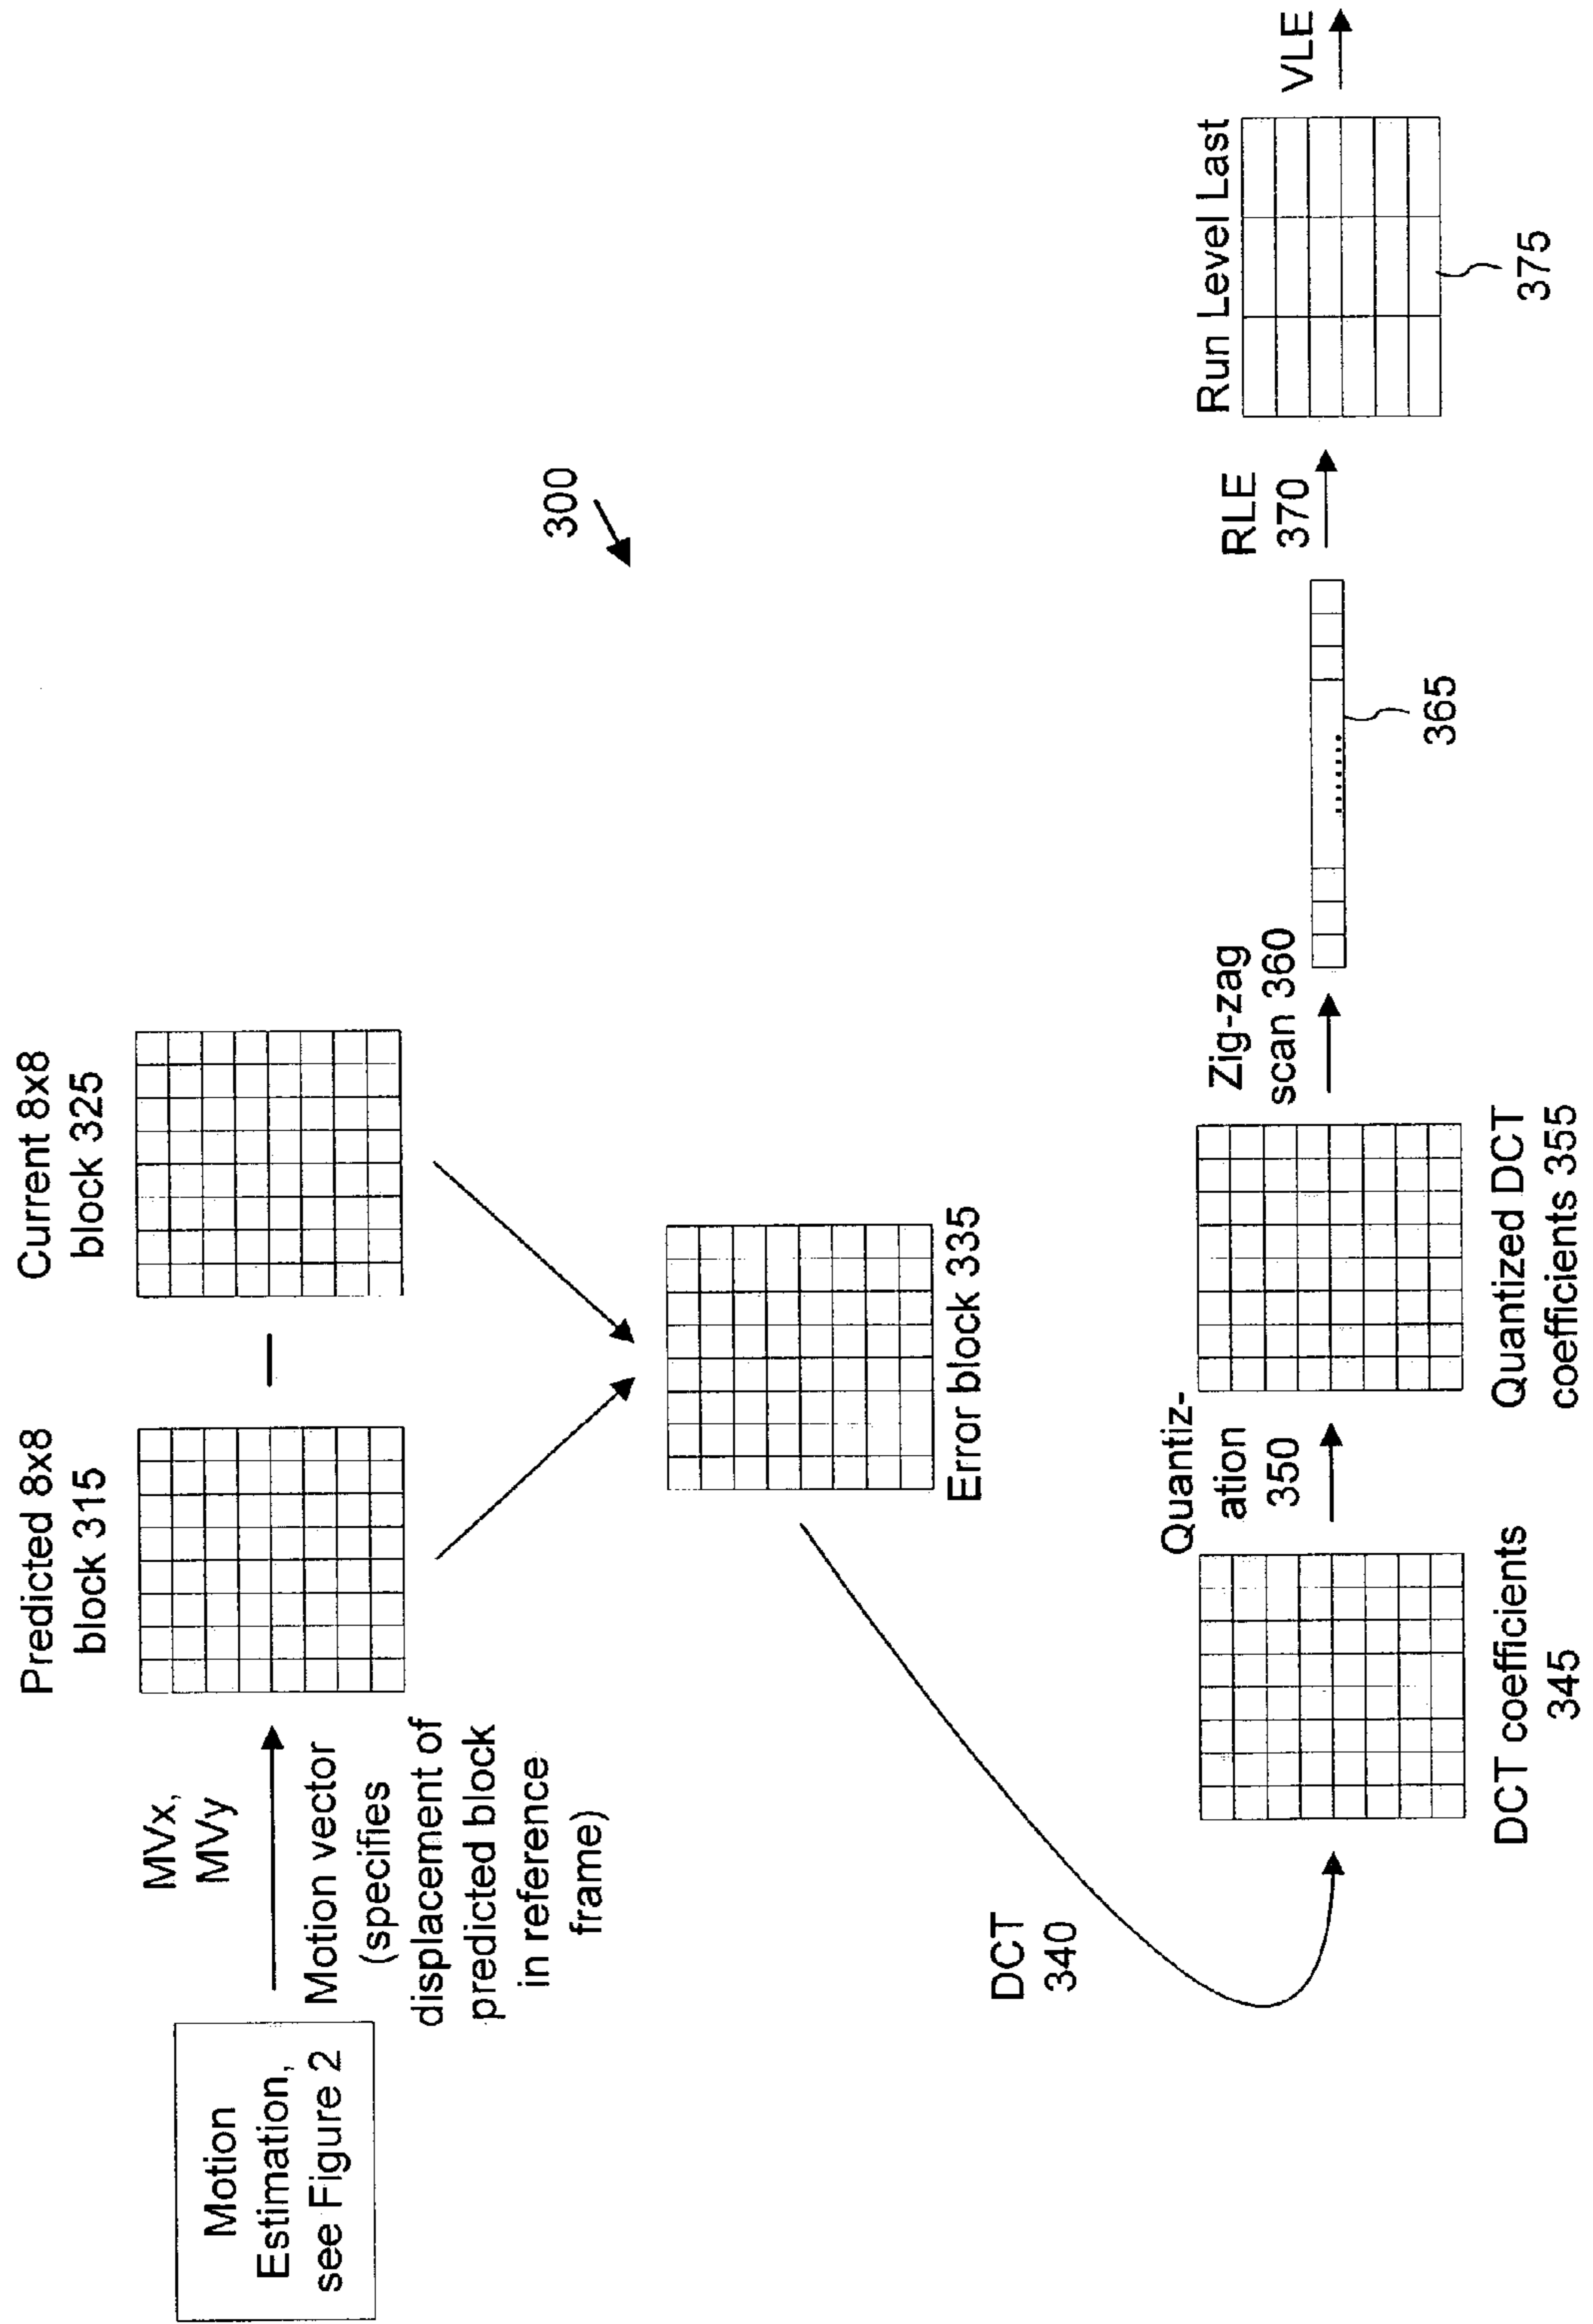 Motion
Estimation,
see Figure 2
MVx,
MVy
Motion vector
(specifies
displacement of
predicted block
in reference
frame)
Predicted 8x8
block 315
Current 8x8
block 325
300
Error block 335
DCT
340
DCT coefficients
345
Quantiz-
ation
350
Quantized DCT
coefficients 355
Zig-zag
scan 360
365
RLE
370
Run Level Last
375
VLE